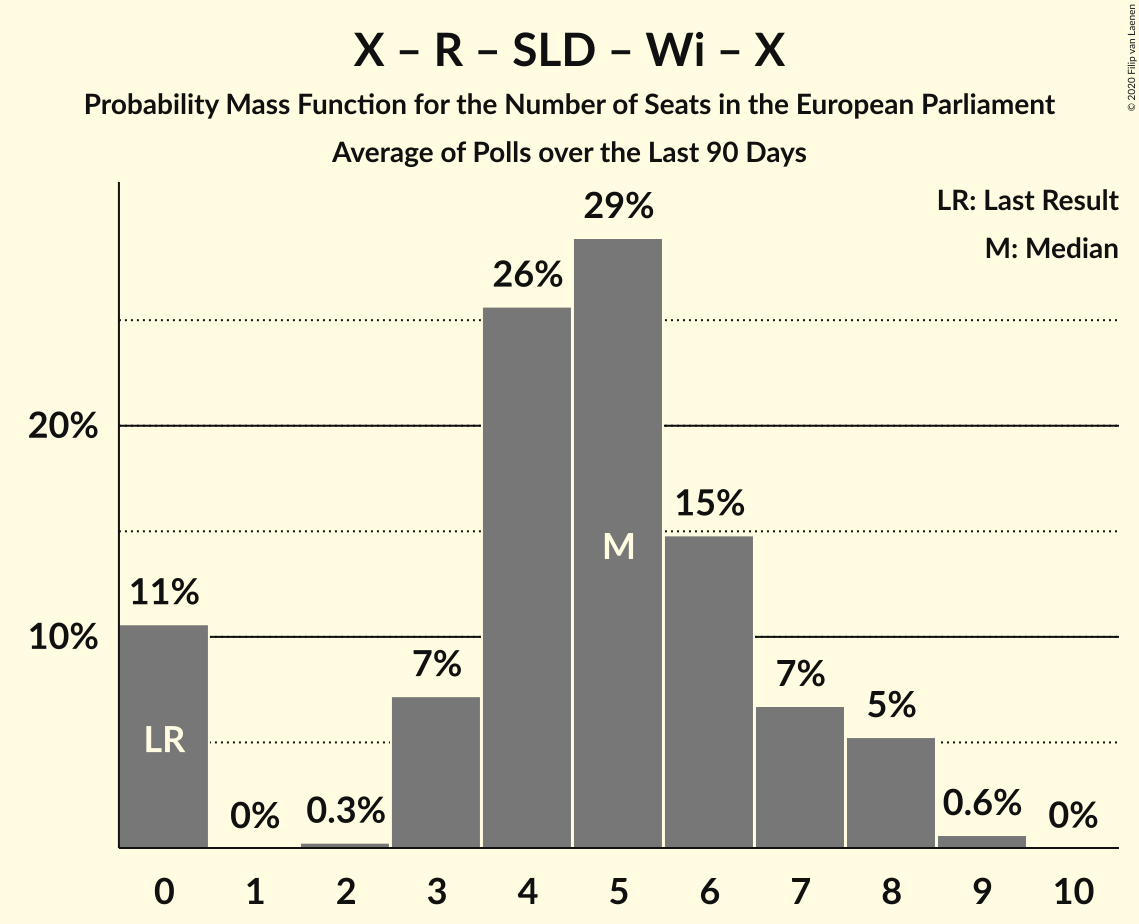 X – R – SLD – Wi – X
Probability Mass Function for the Number of Seats in the European Parliament
Average of Polls over the Last 90 Days
© 2020 Filip van Laenen
LR: Last Result
M: Median
29%
26%
20%
15%
M
11%
10%
7%
7%
5%
LR
0%
0.3%
0.6%
0%
0 1 2 3 4 5 6 7 8 9 10